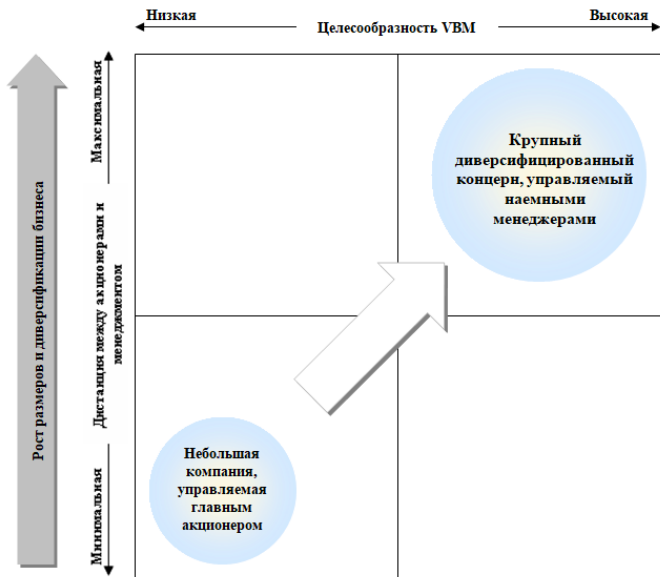 Низкая
Целесообразность VBM
Высокая
Рост размеров и диверсификации бизнеса
Максимальная
Дистанция между акционерами и
менеджментом
Минимальная
Крупный
диверсифицированный
концерн, управляемый
наемными
менеджерами
Небольшая
компания,
управляемая
главным
акционером